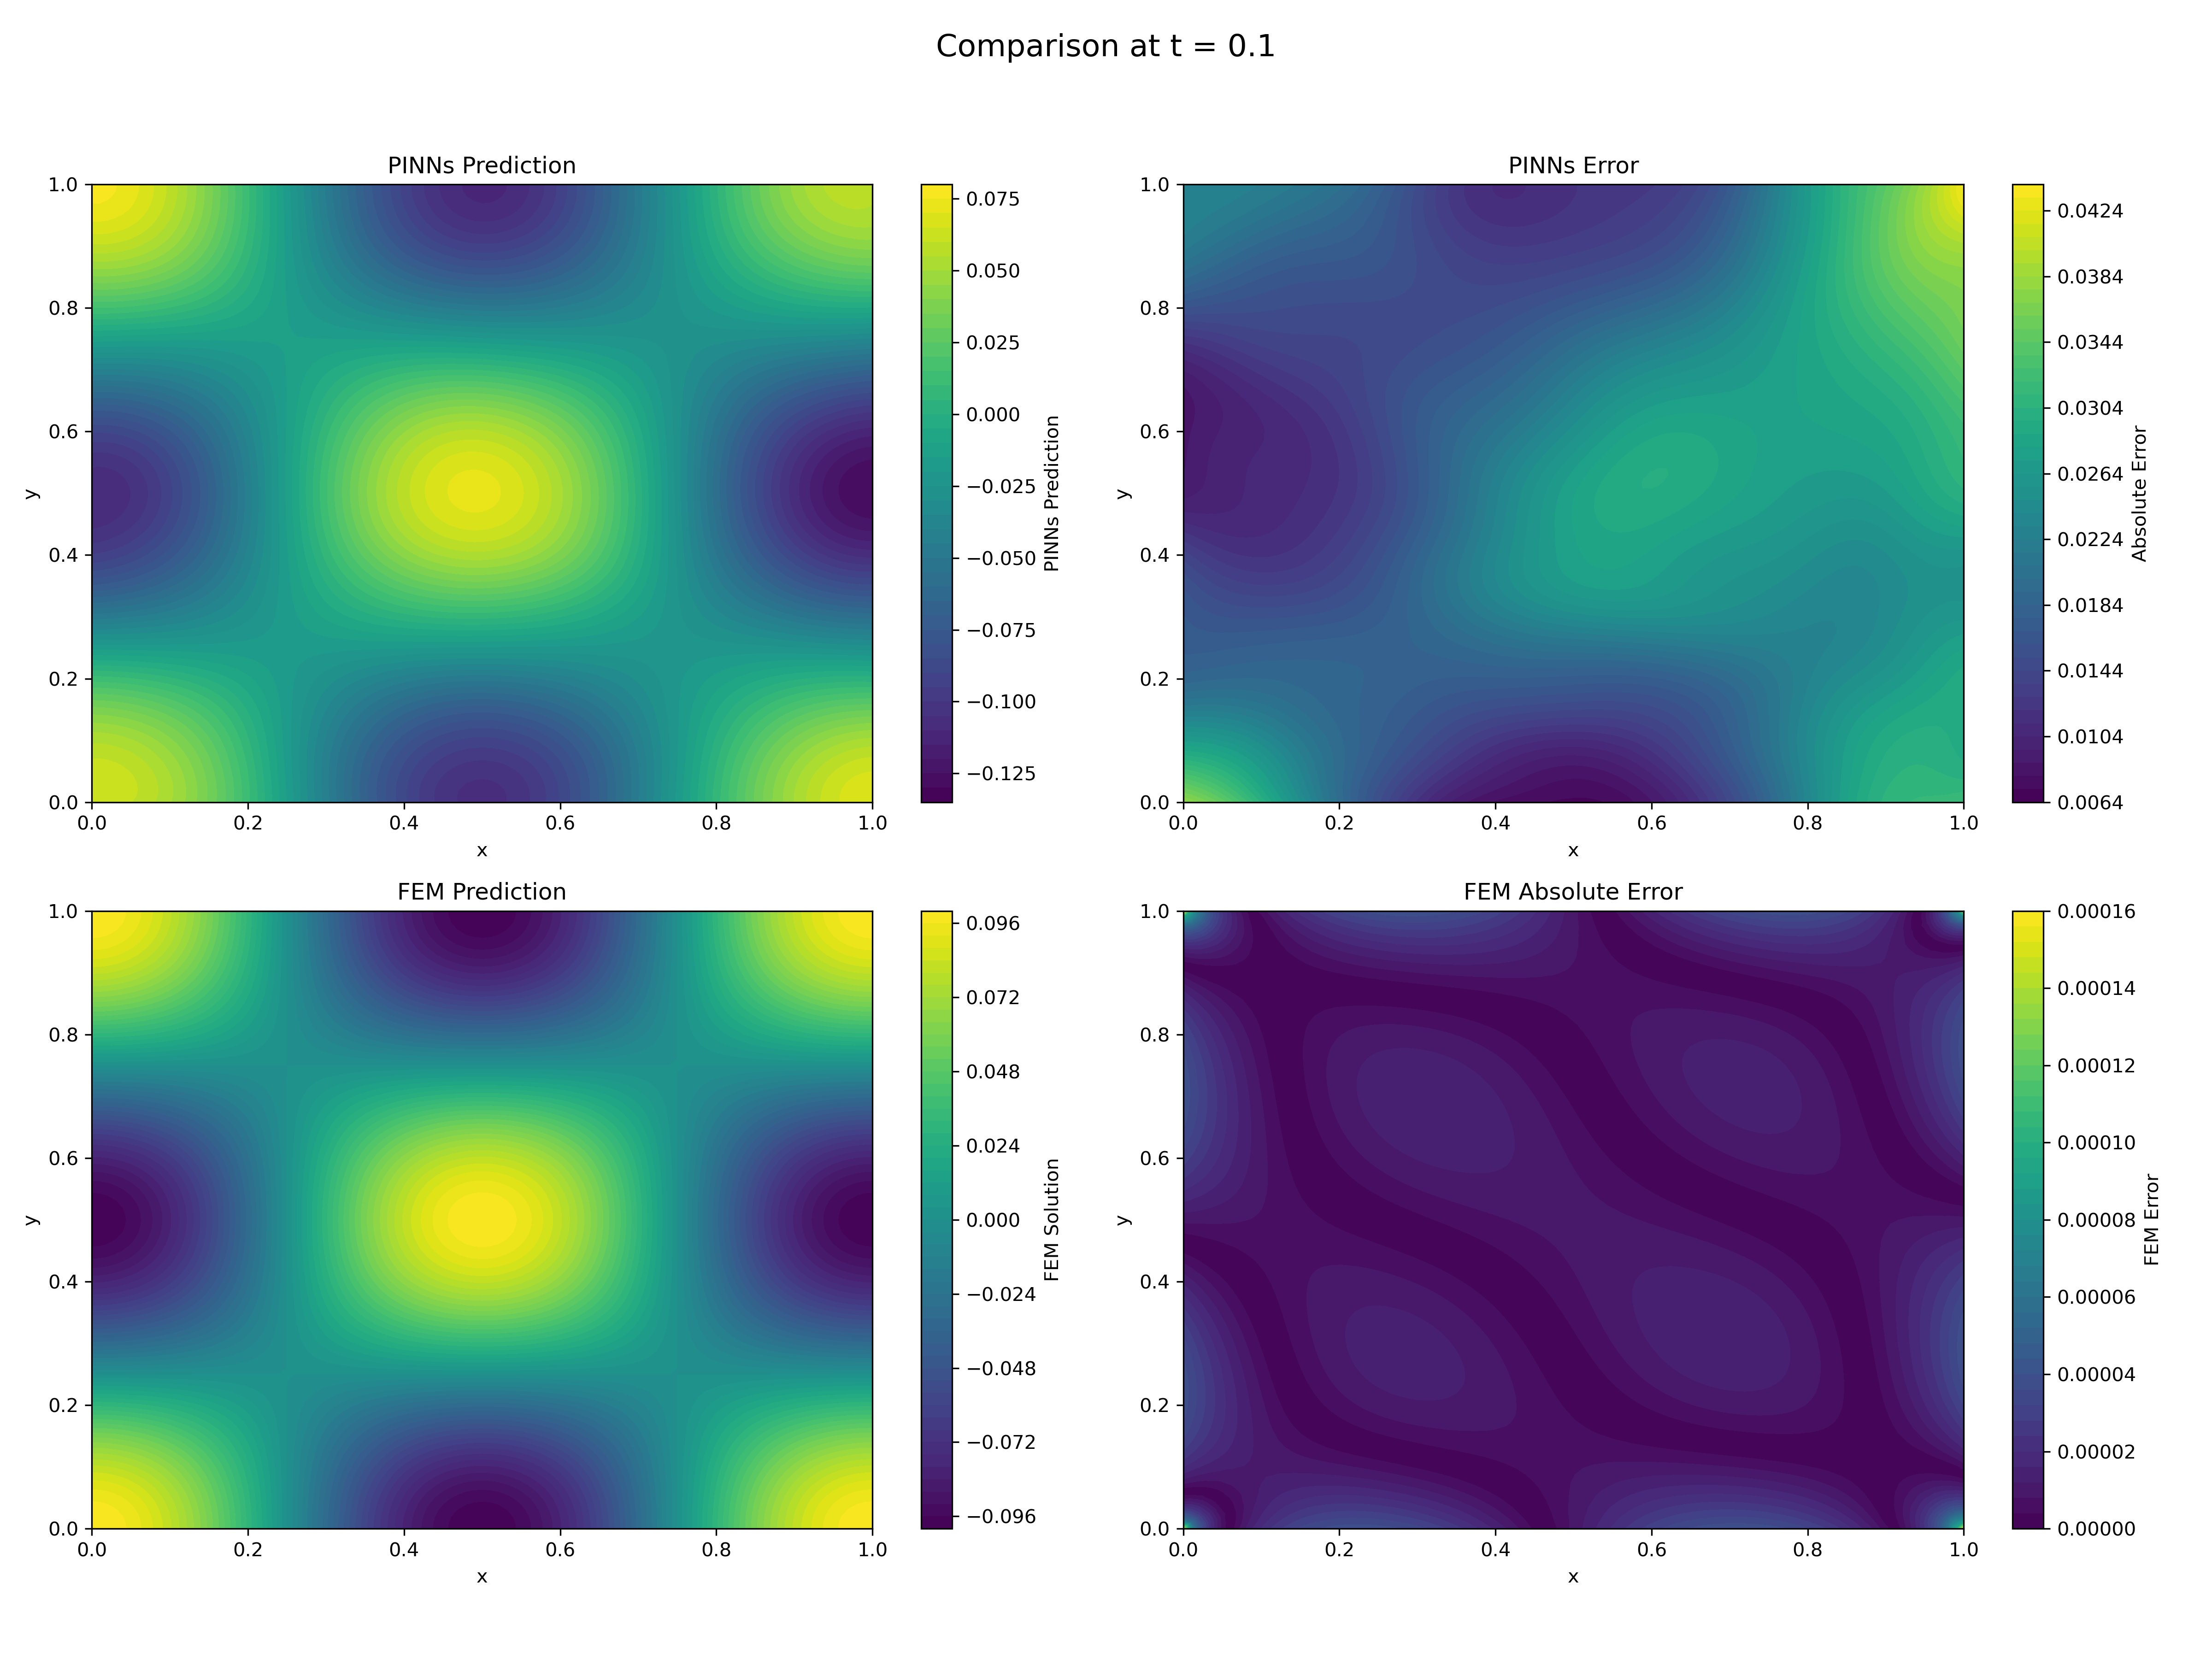 Comparison at t = 0.1
PINNs Prediction
1.0
0.8
0.6
0.4
0.2
0.0
y
0.0 0.2 0.4 0.6 0.8 1.0
x
0.075
0.050
0.025
0.000
−0.025
−0.050
−0.075
−0.100
−0.125
PINNs Prediction
PINNs Error
1.0
0.8
0.6
0.4
0.2
0.0
y
0.0 0.2 0.4 0.6 0.8 1.0
x
0.0424
0.0384
0.0344
0.0304
0.0264
0.0224
0.0184
0.0144
0.0104
0.0064
Absolute Error
FEM Prediction
1.0
0.8
0.6
0.4
0.2
0.0
y
0.0 0.2 0.4 0.6 0.8 1.0
x
0.096
0.072
0.048
0.024
0.000
−0.024
−0.048
−0.072
−0.096
FEM Solution
FEM Absolute Error
1.0
0.8
0.6
0.4
0.2
0.0
y
0.0 0.2 0.4 0.6 0.8 1.0
x
0.00016
0.00014
0.00012
0.00010
0.00008
0.00006
0.00004
0.00002
0.00000
FEM Error